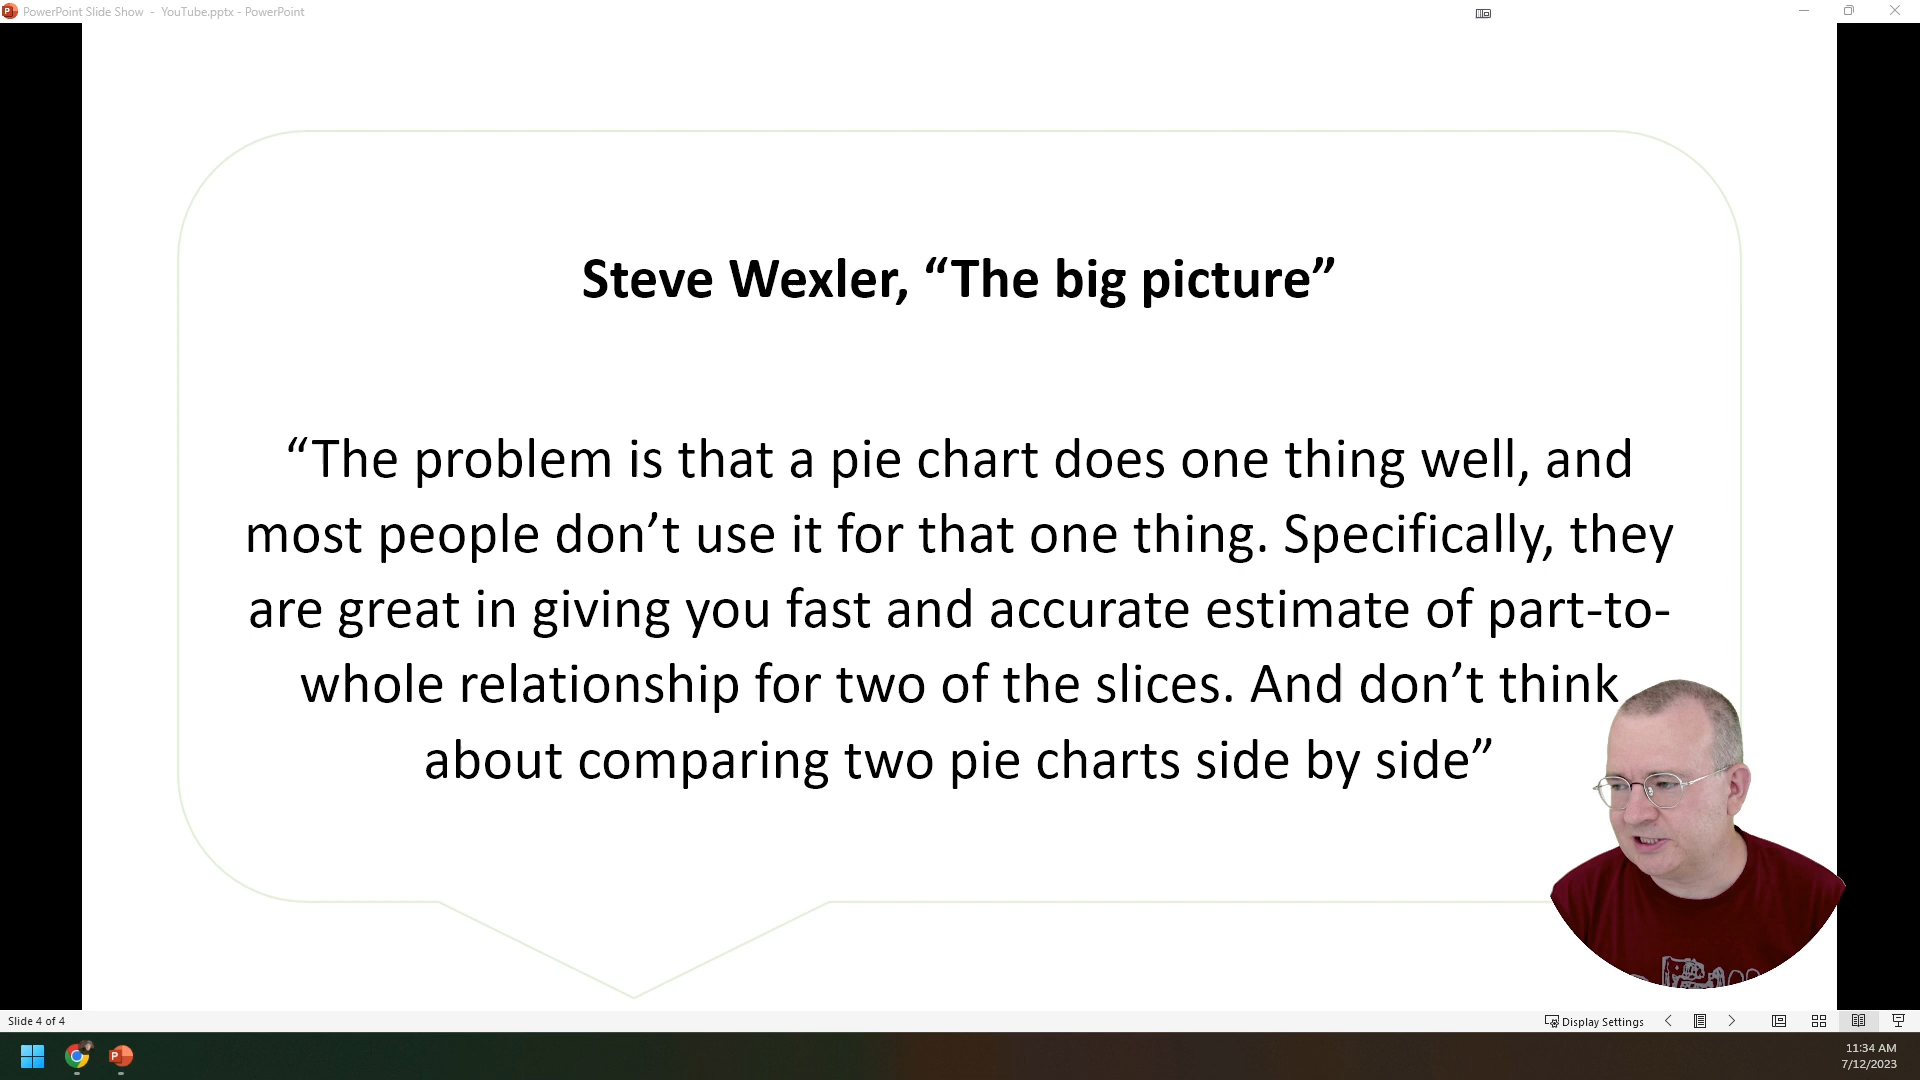 PowerPoint Slide Show - YouTube.pptx - PowerPoint
Steve Wexler, “The big picture”
“The problem is that a pie chart does one thing well, and
most people don’t use it for that one thing. Specifically, they
are great in giving you fast and accurate estimate of part-to-
whole relationship for two of the slices. And don’t think
about comparing two pie charts side by side”
Slide 4 of 4
Display Settings
11:34 AM
7/12/2023